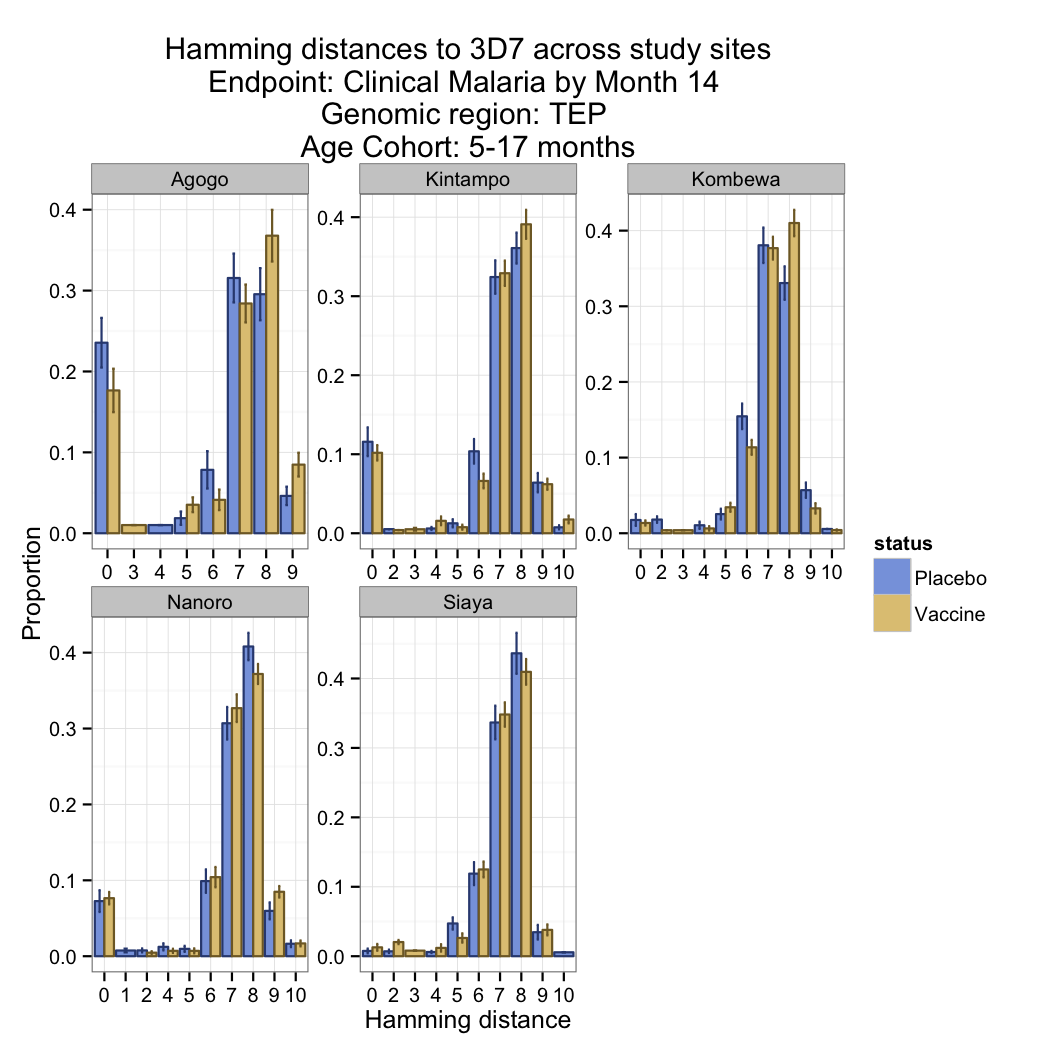 Hamming distances to 3D7 across study sites
Endpoint: Clinical Malaria by Month 14
Genomic region: TEP
Age Cohort: 5-17 months
Agogo
Kintampo
Kombewa
0.4
0.3
0.2
0.1
0.0
0 3 4 5 6 7 8 9
0.4
0.3
0.2
0.1
0.0
0 2 3 4 5 6 7 8 9 10
0.4
0.3
0.2
0.1
0.0
0 2 3 4 5 6 7 8 9 10
Nanoro
Siaya
0.4
0.3
0.2
0.1
0.0
0 1 2 4 5 6 7 8 9 10
0.4
0.3
0.2
0.1
0.0
0 2 3 4 5 6 7 8 9 10
Proportion
Hamming distance
status
Placebo
Vaccine